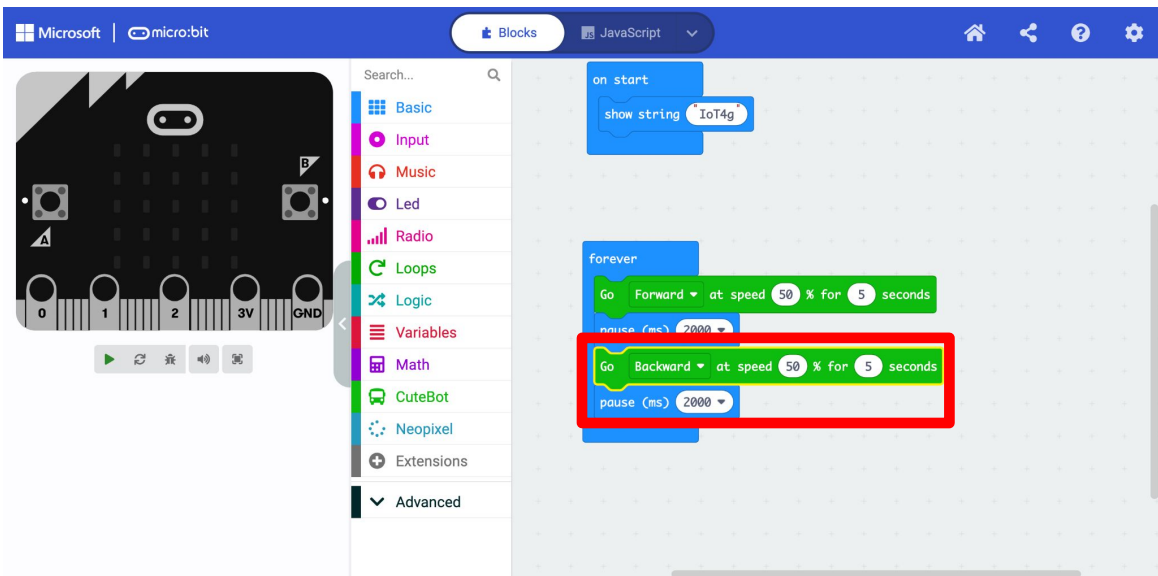 Microsoft micro:bit Blocks JS JavaScript
Search...
Basic
Input
Music
Led
Radio
Loops
Logic
Variables
Math
CuteBot
Neopixel
Extensions
Advanced
A
B
0 1 2 3V GND
on start
show string "IoT4g"
forever
Go Forward at speed 50 % for 5 seconds
pause (ms) 2000
Go Backward at speed 50 % for 5 seconds
pause (ms) 2000